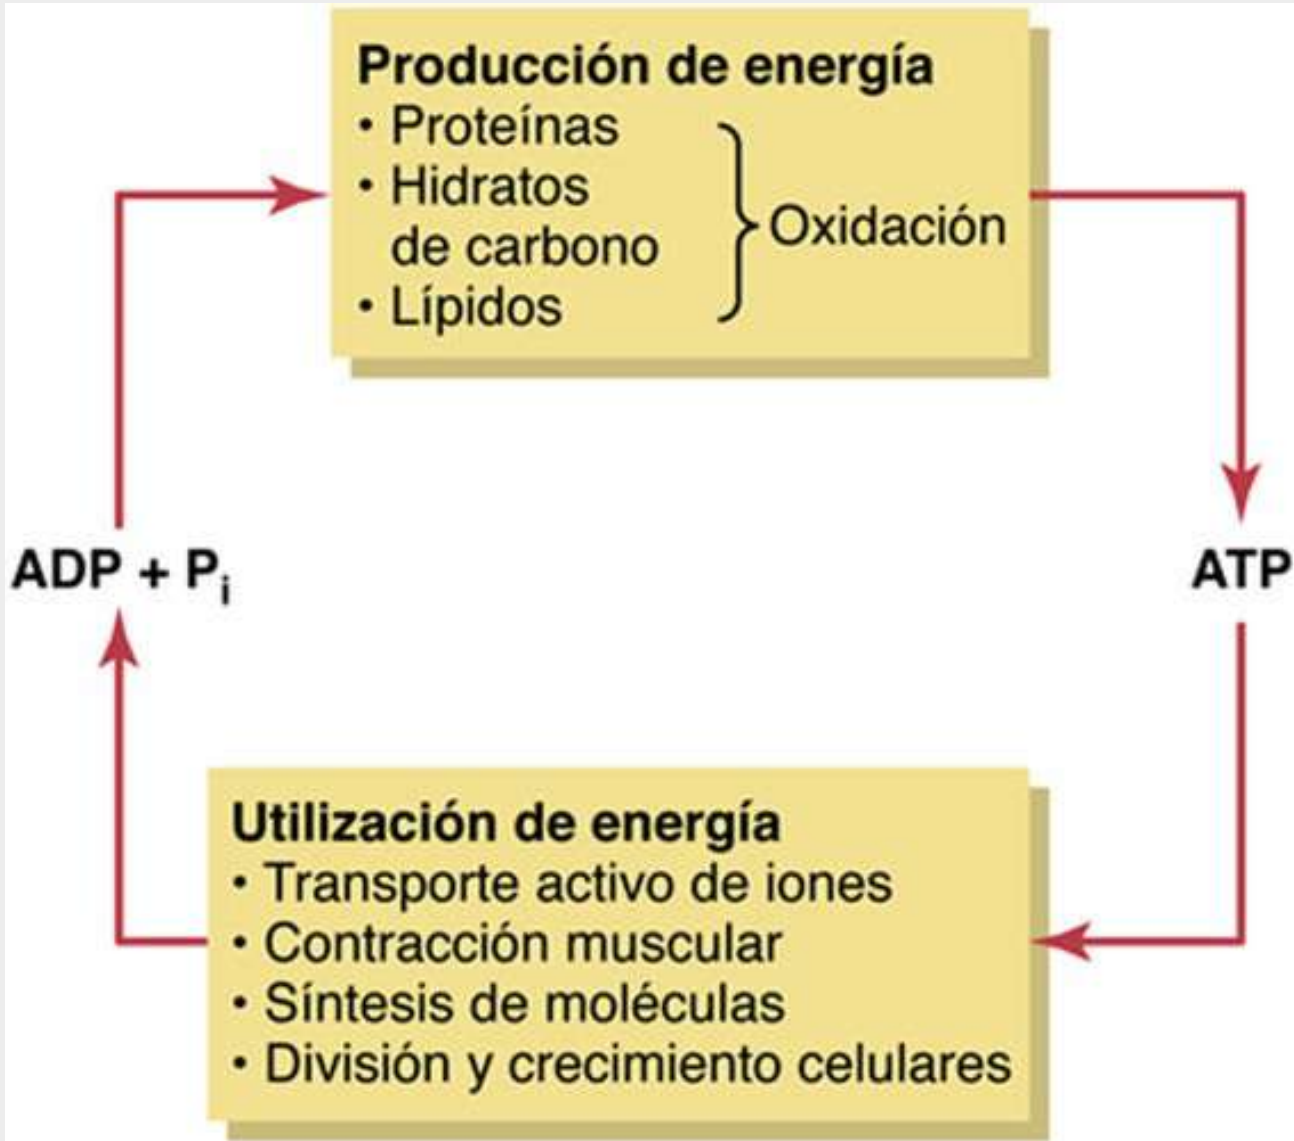 Producción de energía
• Proteínas
• Hidratos
de carbono
• Lípidos
Oxidación
ADP + Pi
ATP
Utilización de energía
• Transporte activo de iones
• Contracción muscular
• Síntesis de moléculas
• División y crecimiento celulares